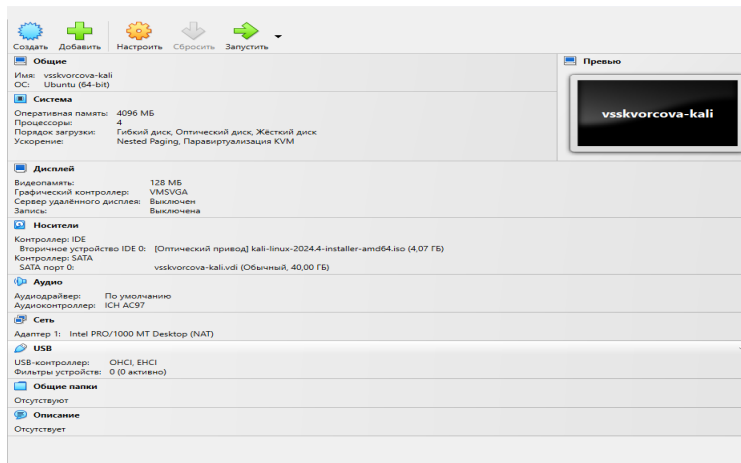 Создать Добавить Настроить Сбросить Запустить
Общие
Имя: vsskvorcova-kali
ОС: Ubuntu (64-bit)
Превью
vsskvorcova-kali
Система
Оперативная память: 4096 МБ
Процессоры: 4
Порядок загрузки: Гибкий диск, Оптический диск, Жёсткий диск
Ускорение: Nested Paging, Паравиртуализация KVM
Дисплей
Видеопамять: 128 МБ
Графический контроллер: VMSVGA
Сервер удалённого дисплея: Выключен
Запись: Выключена
Носители
Контроллер: IDE
Вторичное устройство IDE 0: [Оптический привод] kali-linux-2024.4-installer-amd64.iso (4,07 ГБ)
Контроллер: SATA
SATA порт 0: vsskvorcova-kali.vdi (Обычный, 40,00 ГБ)
Аудио
Аудиодрайвер: По умолчанию
Аудиоконтроллер: ICH AC97
Сеть
Адаптер 1: Intel PRO/1000 MT Desktop (NAT)
USB
USB-контроллер: OHCI, EHCI
Фильтры устройств: 0 (0 активно)
Общие папки
Отсутствуют
Описание
Отсутствует